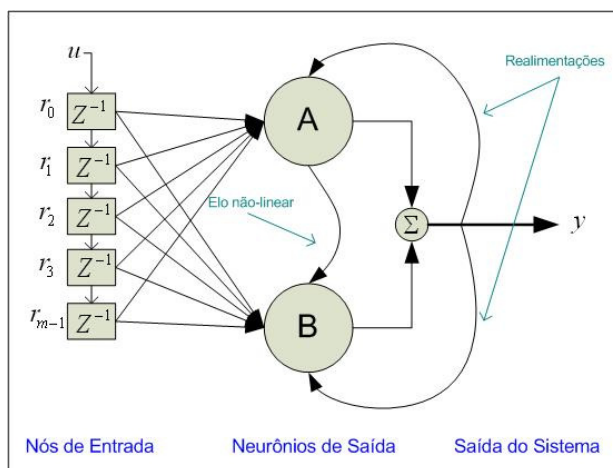 u
r₀ Z⁻¹
r₁ Z⁻¹
r₂ Z⁻¹
r₃ Z⁻¹
rₘ₋₁ Z⁻¹
A
B
Elo não-linear
Realimentações
Σ
y
Nós de Entrada
Neurônios de Saída
Saída do Sistema